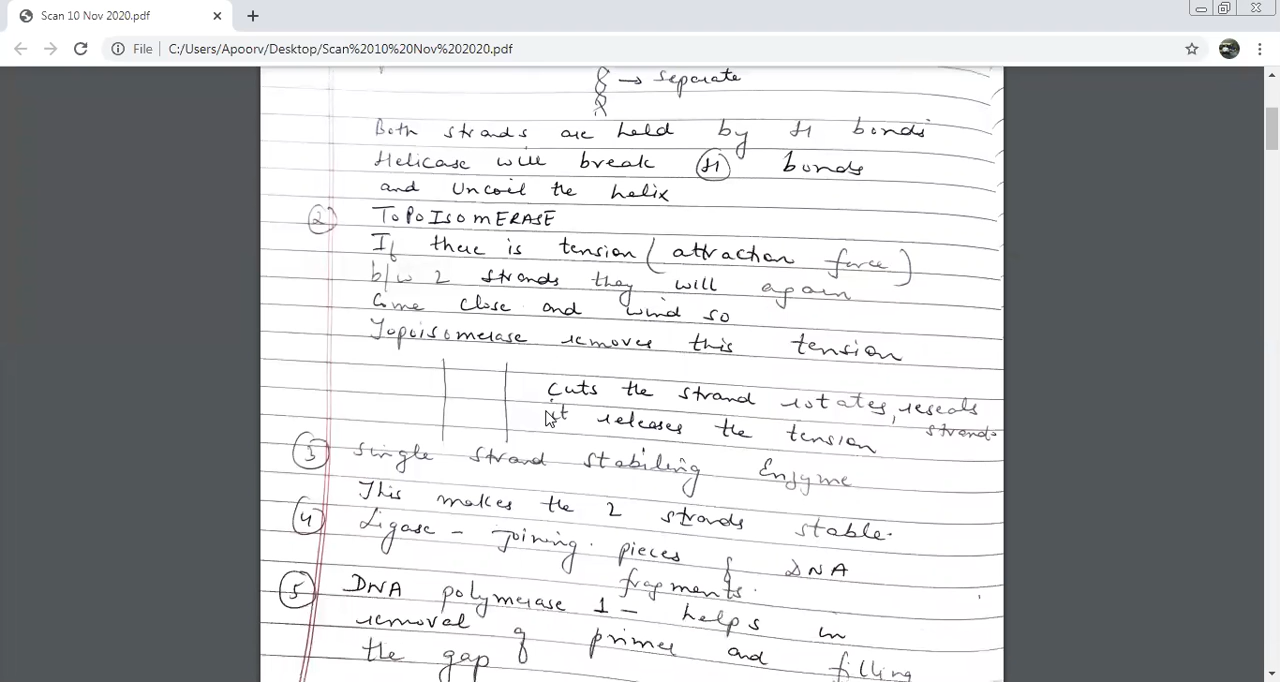 Scan 10 Nov 2020.pdf
File C:/Users/Apoorv/Desktop/Scan%2010%20Nov%202020.pdf
→ separate
Both strands are held by H bonds
Helicase will break H bonds
and Uncoil the helix
2 TOPOISOMERASE
If there is tension (attraction force)
b/w 2 strands they will again
Come close and wind so
Topoisomerase removes this tension
Cuts the strand rotates, reseals
strands
It releases the tension
3 Single strand stabiling Enzyme
This makes the 2 strands stable.
4 Ligase - Joining pieces of DNA
fragments.
5 DNA polymerase 1 - helps in
removal of primer and filling
the gap